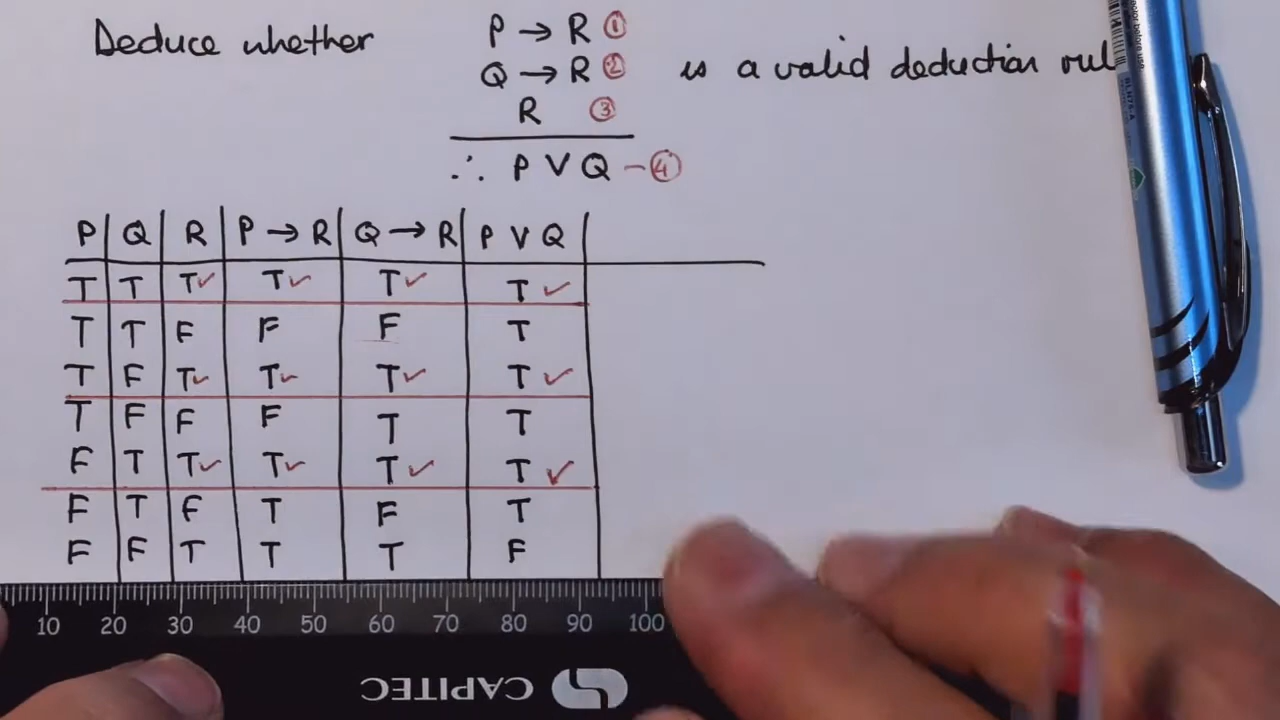 Deduce whether P → R ① is a valid deduction
Q → R ②
R ③
∴ P V Q - ④
P Q R P → R Q → R P V Q
T T T✓ T✓ T✓ T ✓
T T F F F T
T F T✓ T✓ T✓ T ✓
T F F F T T
F T T✓ T✓ T✓ T ✓
F T F T F T
F F T T T F
10 20 30 40 50 60 70 80 90 100
CAPITEC